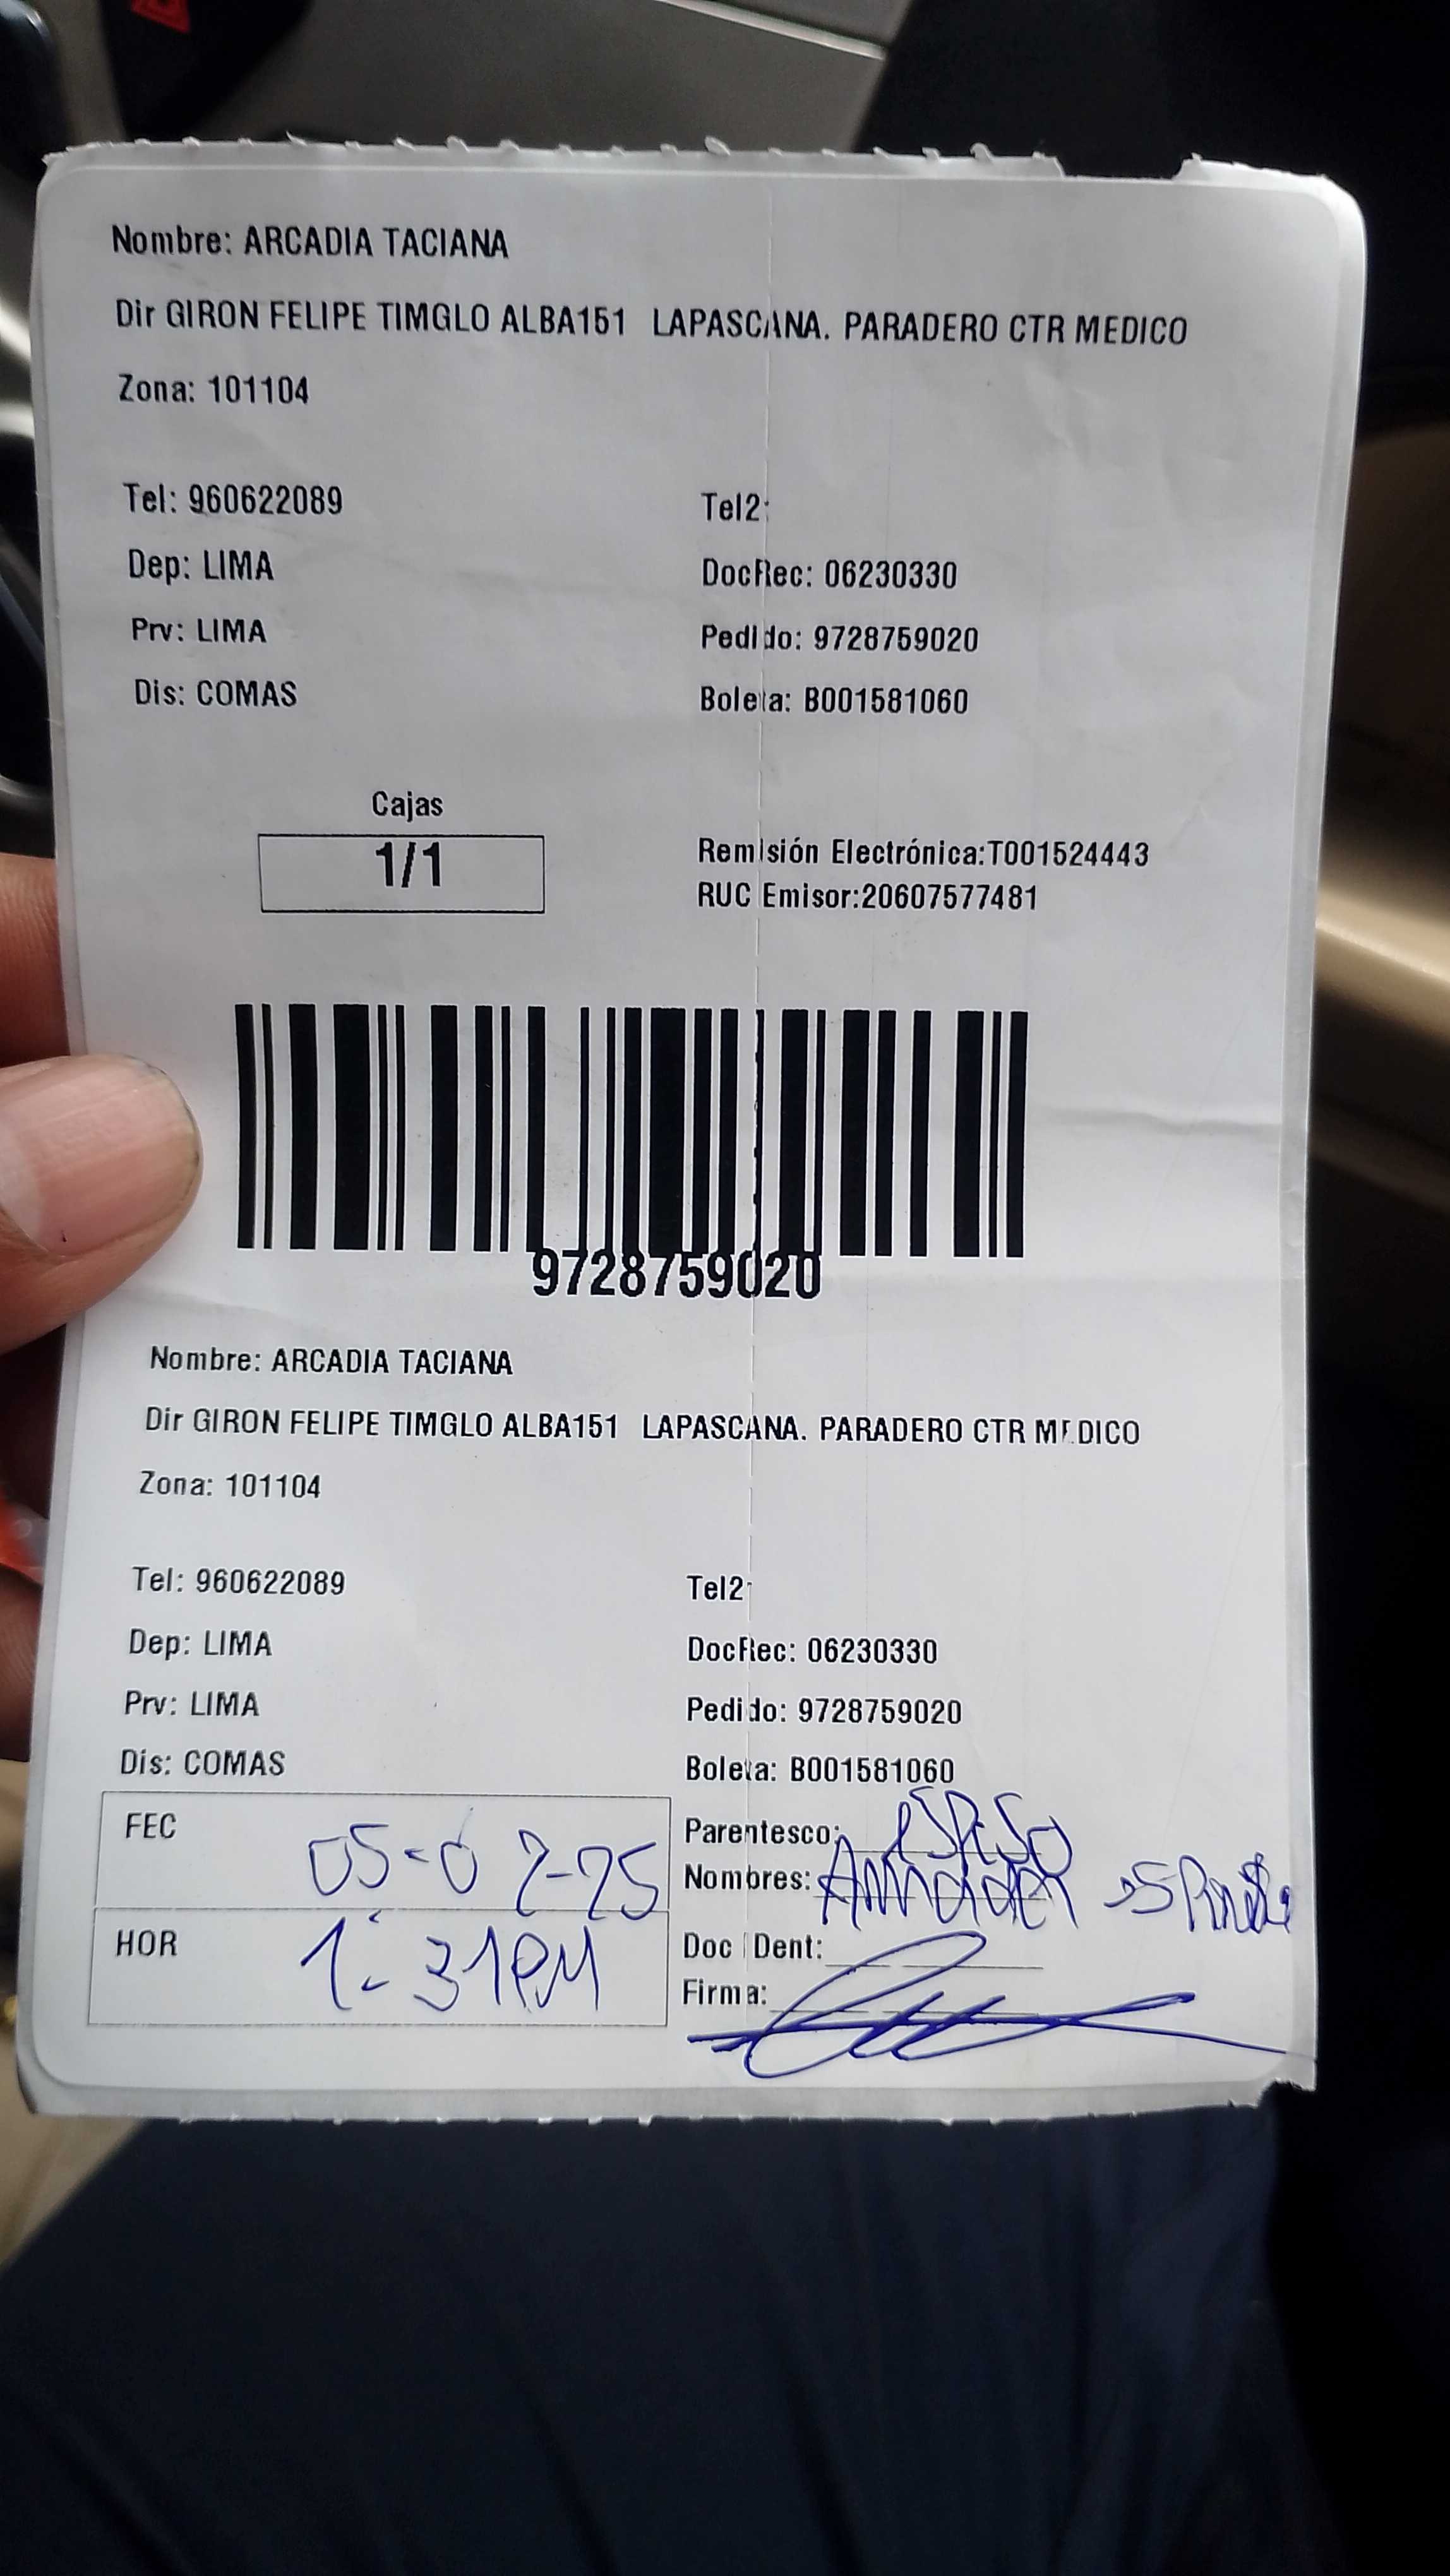 Nombre: ARCADIA TACIANA
Dir GIRON FELIPE TIMGLO ALBA151 LAPASCANA. PARADERO CTR MEDICO
Zona: 101104
Tel: 960622089 Tel2:
Dep: LIMA DocRec: 06230330
Prv: LIMA Pedido: 9728759020
Dis: COMAS Boleta: B001581060
Cajas
1/1
Remisión Electrónica:T001524443
RUC Emisor:20607577481
9728759020
Nombre: ARCADIA TACIANA
Dir GIRON FELIPE TIMGLO ALBA151 LAPASCANA. PARADERO CTR MEDICO
Zona: 101104
Tel: 960622089 Tel2:
Dep: LIMA DocRec: 06230330
Prv: LIMA Pedido: 9728759020
Dis: COMAS Boleta: B001581060
FEC 05-02-25
HOR 1:31PM
Parentesco:
Nombres:
Doc Dent:
Firma: